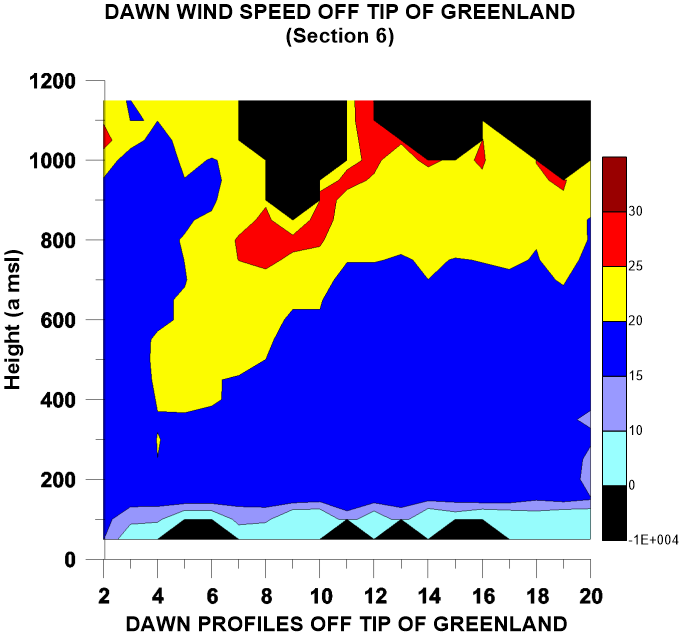 DAWN WIND SPEED OFF TIP OF GREENLAND
(Section 6)
1200
1000
800
600
400
200
0
Height (a msl)
2 4 6 8 10 12 14 16 18 20
DAWN PROFILES OFF TIP OF GREENLAND
30
25
20
15
10
0
-1E+004